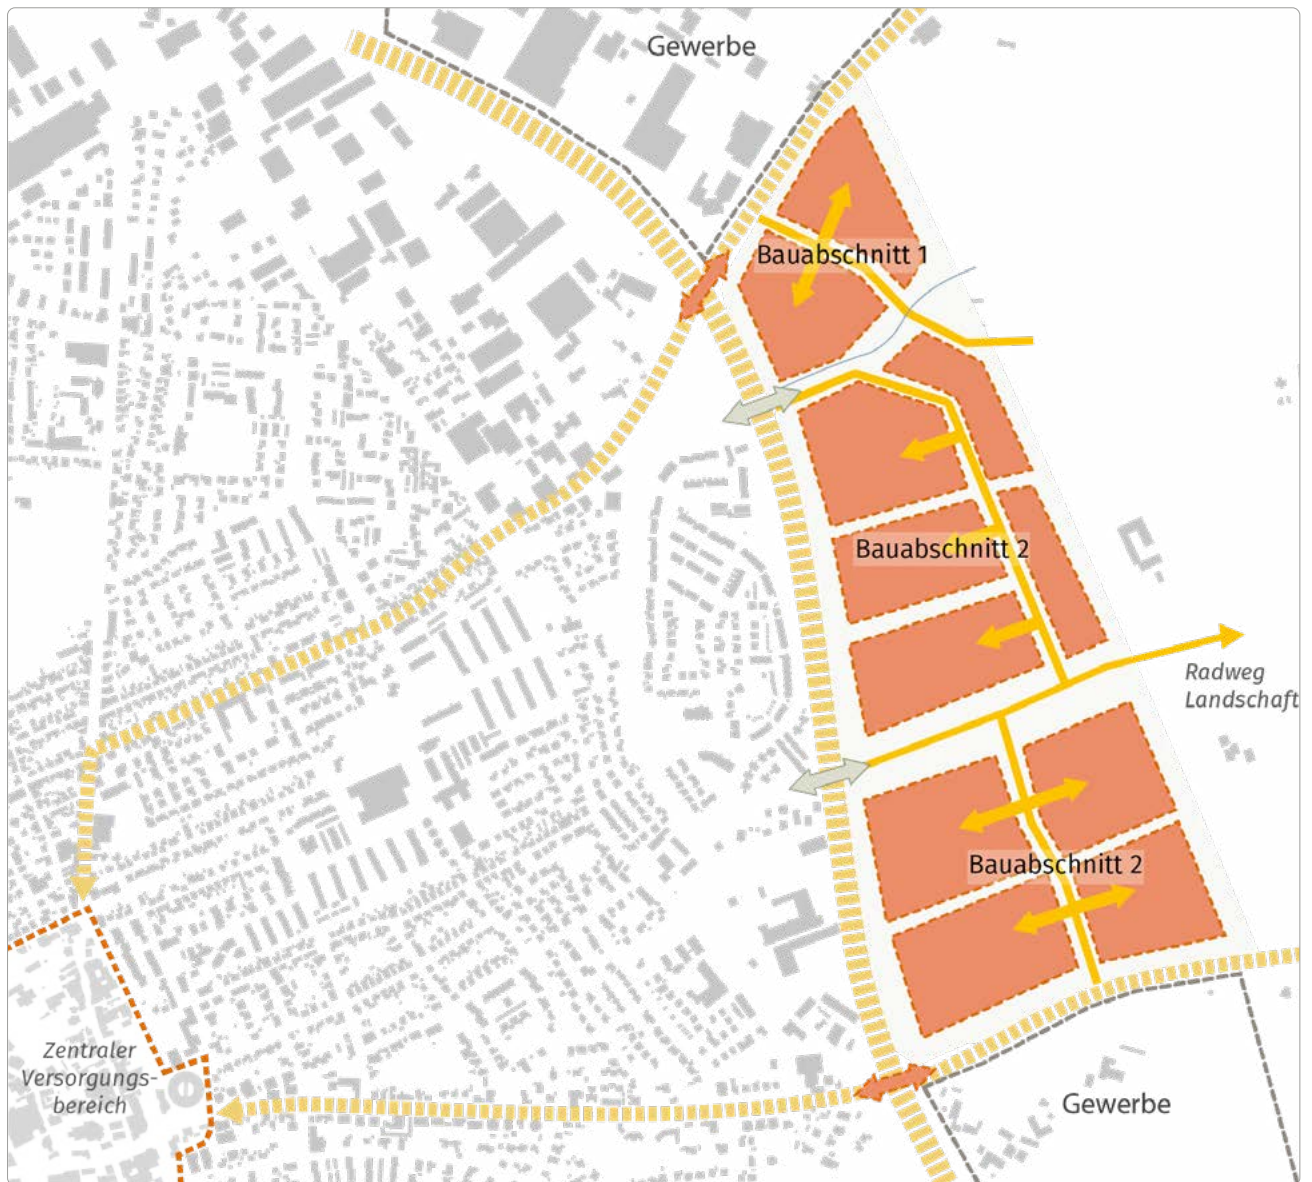 Gewerbe
Bauabschnitt 1
Bauabschnitt 2
Radweg
Landschaft
Bauabschnitt 2
Zentraler
Versorgungs-
bereich
Gewerbe